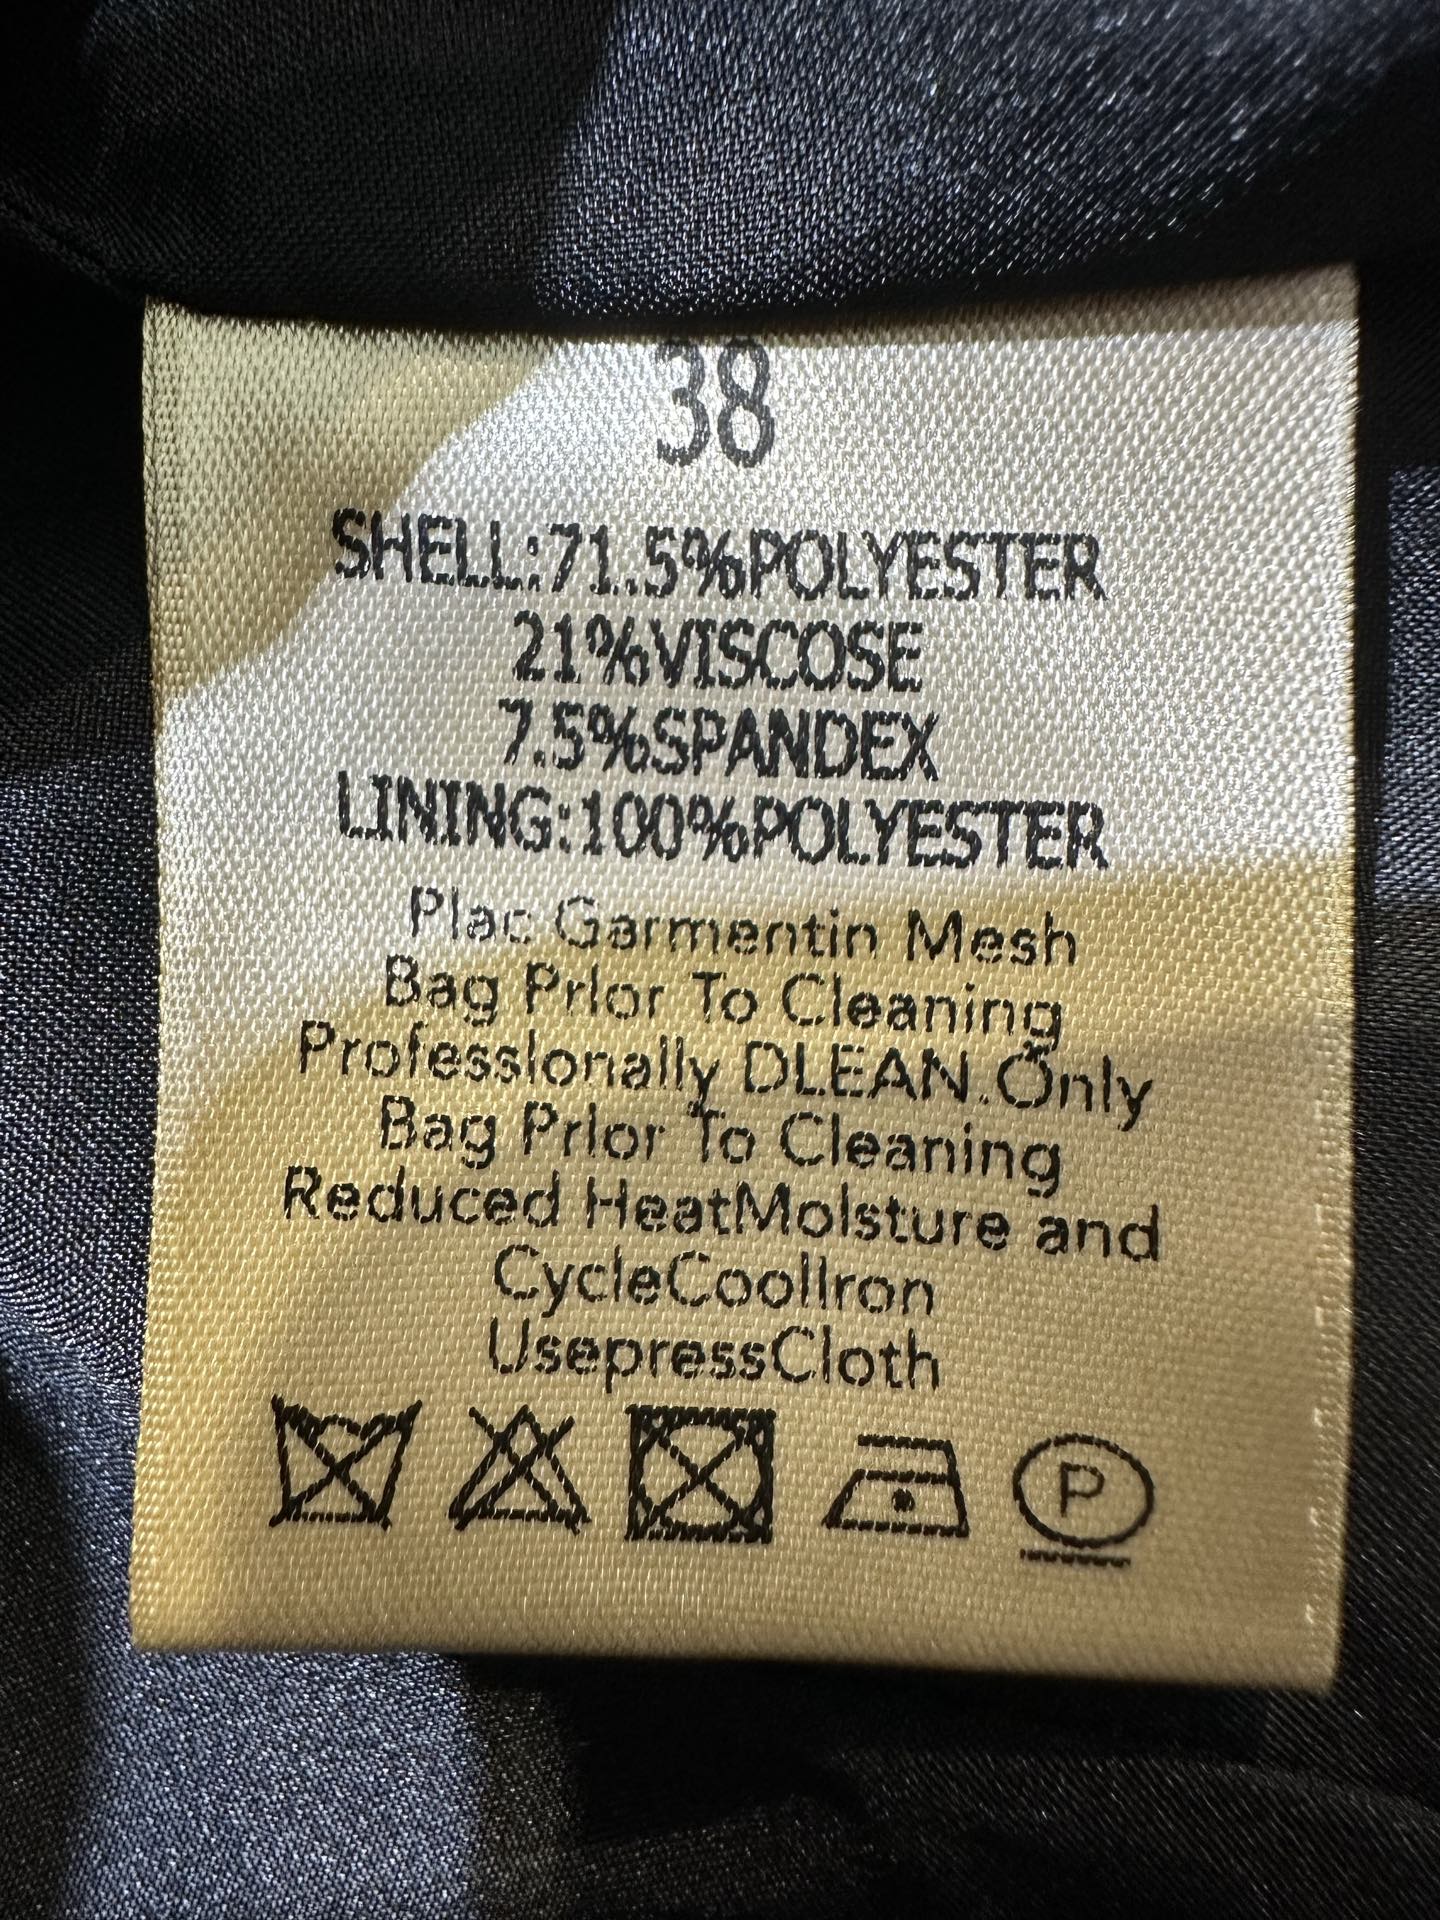 38
SHELL:71.5%POLYESTER
21%VISCOSE
7.5%SPANDEX
LINING:100%POLYESTER
Plac Garmentin Mesh
Bag Prlor To Cleaning
Professlonally DLEAN.Only
Bag Prlor To Cleaning
Reduced HeatMolsture and
CycleCoolIron
UsepressCloth
P